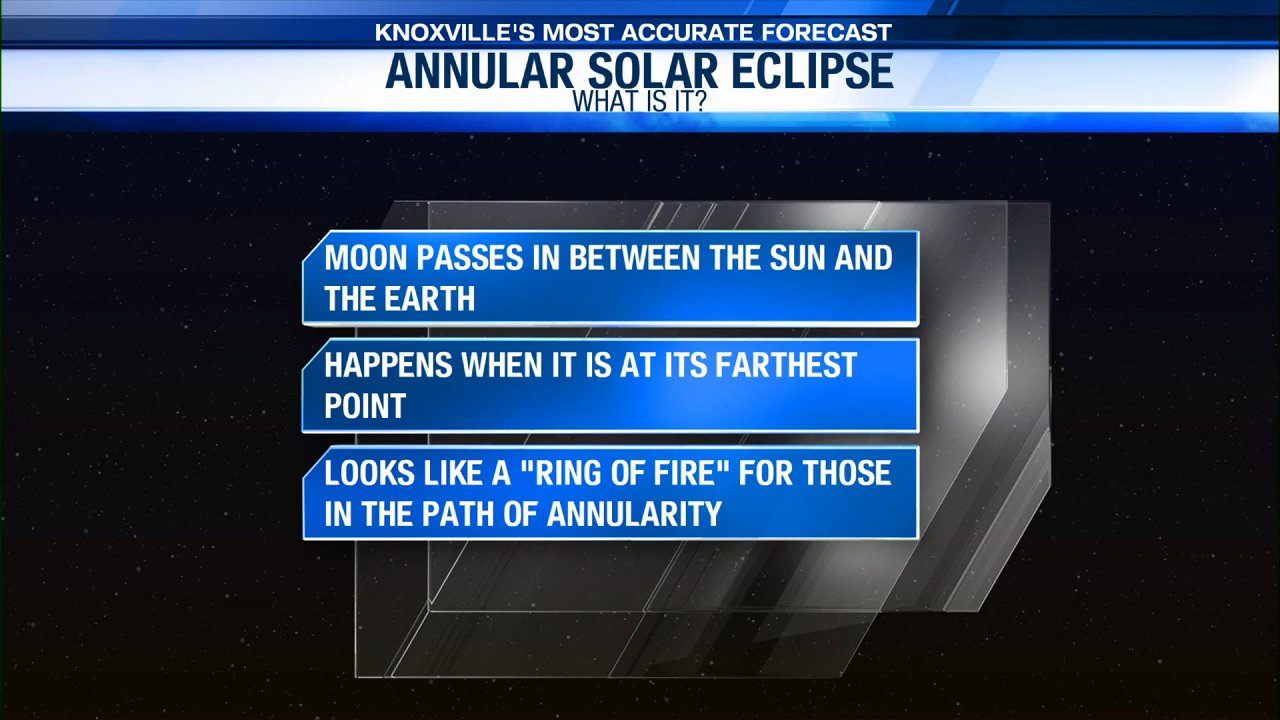 KNOXVILLE'S MOST ACCURATE FORECAST
ANNULAR SOLAR ECLIPSE
WHAT IS IT?
MOON PASSES IN BETWEEN THE SUN AND
THE EARTH
HAPPENS WHEN IT IS AT ITS FARTHEST
POINT
LOOKS LIKE A "RING OF FIRE" FOR THOSE
IN THE PATH OF ANNULARITY